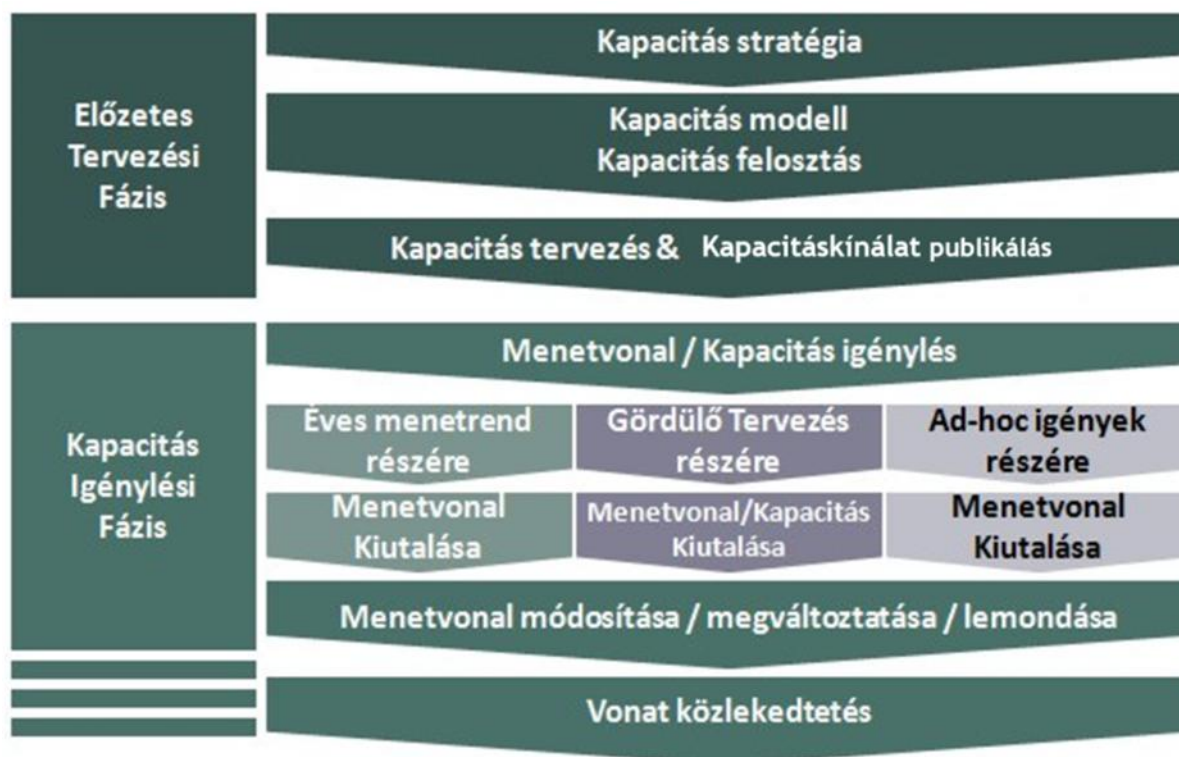 Előzetes
Tervezési
Fázis
Kapacitás stratégia
Kapacitás modell
Kapacitás felosztás
Kapacitás tervezés & Kapacitáskínálat publikálás
Kapacitás
Igénylési
Fázis
Menetvonal / Kapacitás igénylés
Éves menetrend
részére
Gördülő Tervezés
részére
Ad-hoc igények
részére
Menetvonal
Kiutalása
Menetvonal/Kapacitás
Kiutalása
Menetvonal
Kiutalása
Menetvonal módosítása / megváltoztatása / lemondása
Vonat közlekedtetés